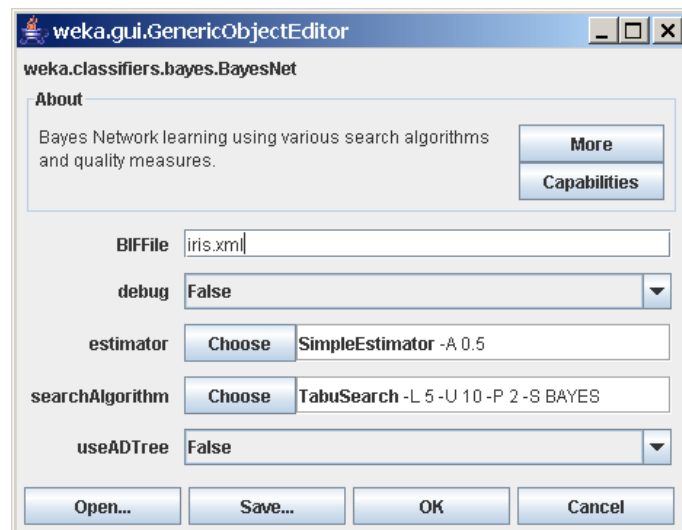 weka.gui.GenericObjectEditor
weka.classifiers.bayes.BayesNet
About
Bayes Network learning using various search algorithms
and quality measures.
More
Capabilities
BIFFile iris.xml
debug False
estimator Choose SimpleEstimator -A 0.5
searchAlgorithm Choose TabuSearch -L 5 -U 10 -P 2 -S BAYES
useADTree False
Open... Save... OK Cancel